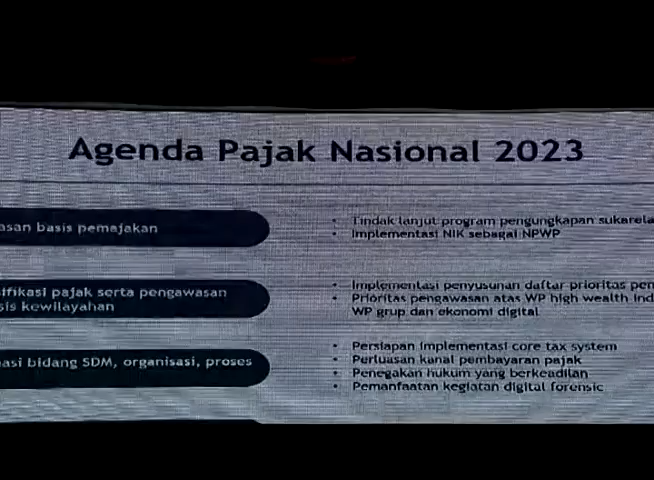 Agenda Pajak Nasional 2023
asan basis pemajakan
Tindak lanjut program pengungkapan sukarela
Implementasi NIK sebagai NPWP
ifikasi pajak serta pengawasan
sis kewilayahan
Implementasi penyusunan daftar prioritas pen
Prioritas pengawasan atas WP high wealth ind
WP grup dan ekonomi digital
asi bidang SDM, organisasi, proses
Persiapan implementasi core tax system
Perluasan kanal pembayaran pajak
Penegakan hukum yang berkeadilan
Pemanfaatan kegiatan digital forensic